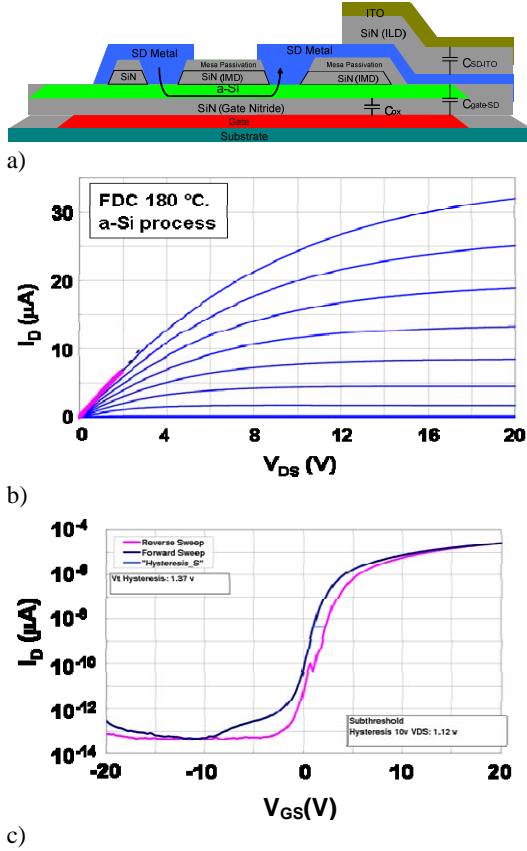 ITO
SiN (ILD)
SD Metal
SD Metal
CSD-ITO
Mesa Passivation
Mesa Passivation
SiN
SiN (IMD)
SiN (IMD)
a-Si
SiN (Gate Nitride)
Cox
Cgate-SD
Gate
Substrate
a)
FDC 180 °C.
a-Si process
30
20
10
0
ID (µA)
0 4 8 12 16 20
VDS (V)
b)
10-4
10-6
10-8
10-10
10-12
10-14
ID (µA)
Reverse Sweep
Forward Sweep
"Hysteresis_S"
Vt Hysteresis: 1.37 v
Subthreshold
Hysteresis 10v VDS: 1.12 v
-20 -10 0 10 20
VGS(V)
c)